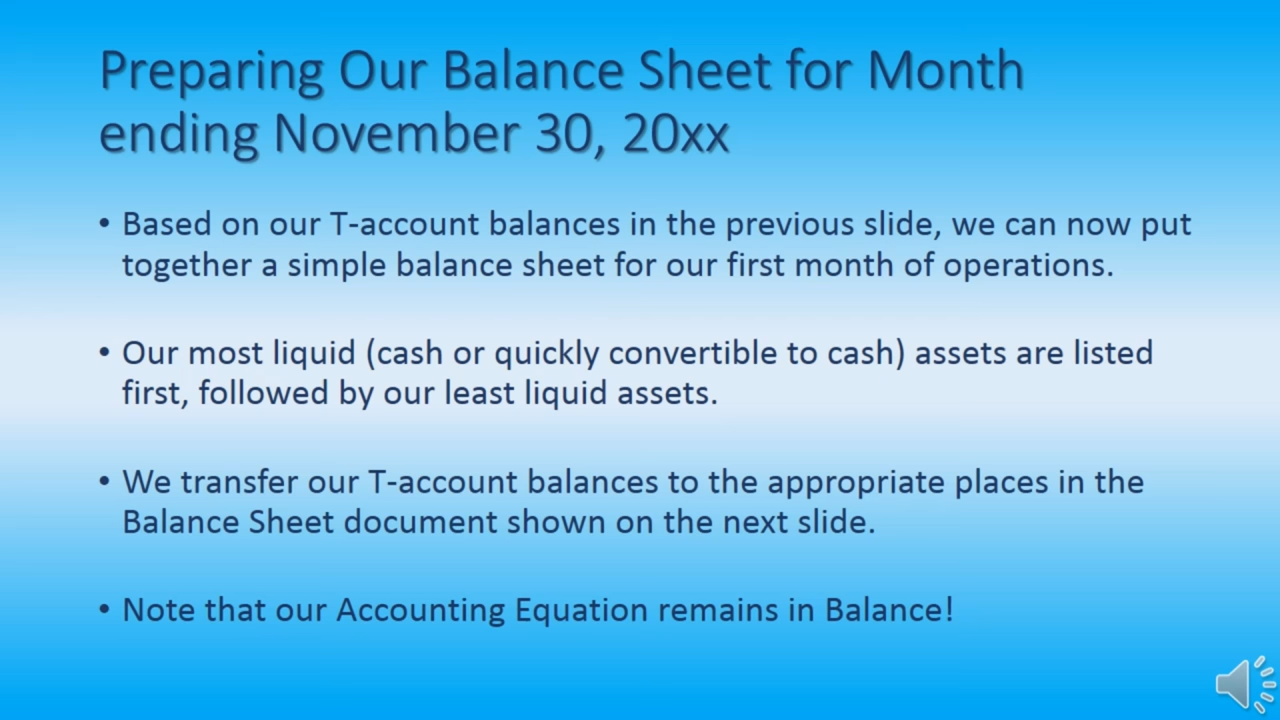 Preparing Our Balance Sheet for Month
ending November 30, 20xx
• Based on our T-account balances in the previous slide, we can now put
together a simple balance sheet for our first month of operations.
• Our most liquid (cash or quickly convertible to cash) assets are listed
first, followed by our least liquid assets.
• We transfer our T-account balances to the appropriate places in the
Balance Sheet document shown on the next slide.
• Note that our Accounting Equation remains in Balance!